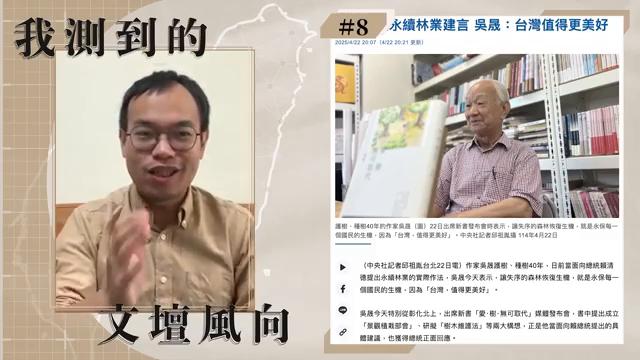 我測到的
文壇風向
#8
永續林業建言 吳晟：台灣值得更美好
2025/4/22 20:07（4/22 20:21 更新）
護樹、種樹40年的作家吳晟（圖）22日出席新書發布會時表示，讓失序的森林恢復生機，就是永保每一
個國民的生機，因為「台灣，值得更美好」。中央社記者邱祖胤攝 114年4月22日
（中央社記者邱祖胤台北22日電）作家吳晟護樹、種樹40年，日前當面向總統賴清
德提出永續林業的實際作法，吳晟今天表示，讓失序的森林恢復生機，就是永保每一
個國民的生機，因為「台灣，值得更美好」。
吳晟今天特別從彰化北上，出席新書「愛‧樹‧無可取代」媒體發布會，書中提出成立
「景觀植栽部會」、研擬「樹木維護法」等兩大構想，正是他當面向賴總統提出的具
體建議，也獲得總統正面回應。